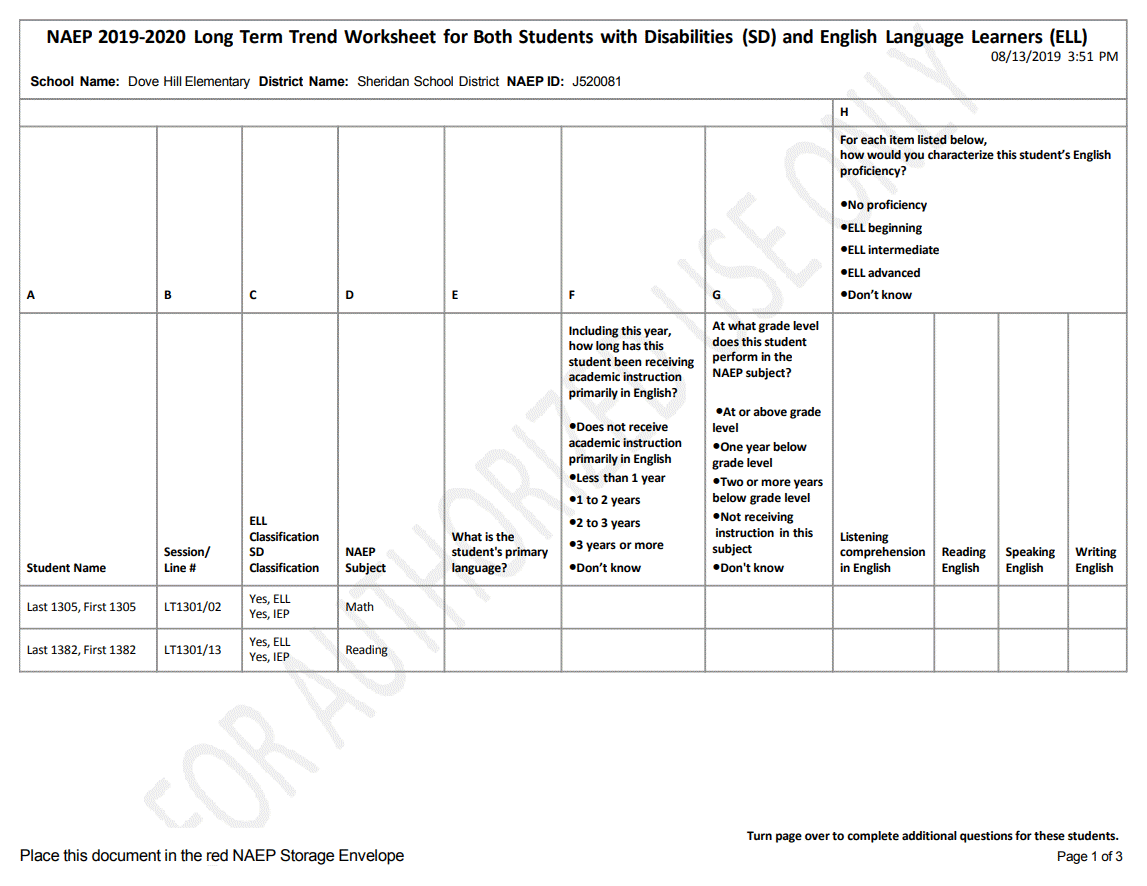 NAEP 2019-2020 Long Term Trend Worksheet for Both Students with Disabilities (SD) and English Language Learners (ELL)
08/13/2019 3:51 PM
School Name: Dove Hill Elementary District Name: Sheridan School District NAEP ID: J520081
H
For each item listed below,
how would you characterize this student's English
proficiency?
●No proficiency
●ELL beginning
●ELL intermediate
●ELL advanced
●Don't know
A
B
C
D
E
F
G
Student Name
Session/
Line #
ELL
Classification
SD
Classification
NAEP
Subject
What is the
student's primary
language?
Including this year,
how long has this
student been receiving
academic instruction
primarily in English?
●Does not receive
academic instruction
primarily in English
●Less than 1 year
●1 to 2 years
●2 to 3 years
●3 years or more
●Don't know
At what grade level
does this student
perform in the
NAEP subject?
●At or above grade
level
●One year below
grade level
●Two or more years
below grade level
●Not receiving
instruction in this
subject
●Don't know
Listening
comprehension
in English
Reading
English
Speaking
English
Writing
English
Last 1305, First 1305
LT1301/02
Yes, ELL
Yes, IEP
Math
Last 1382, First 1382
LT1301/13
Yes, ELL
Yes, IEP
Reading
FOR AUTHORIZED USE ONLY
Turn page over to complete additional questions for these students.
Place this document in the red NAEP Storage Envelope
Page 1 of 3